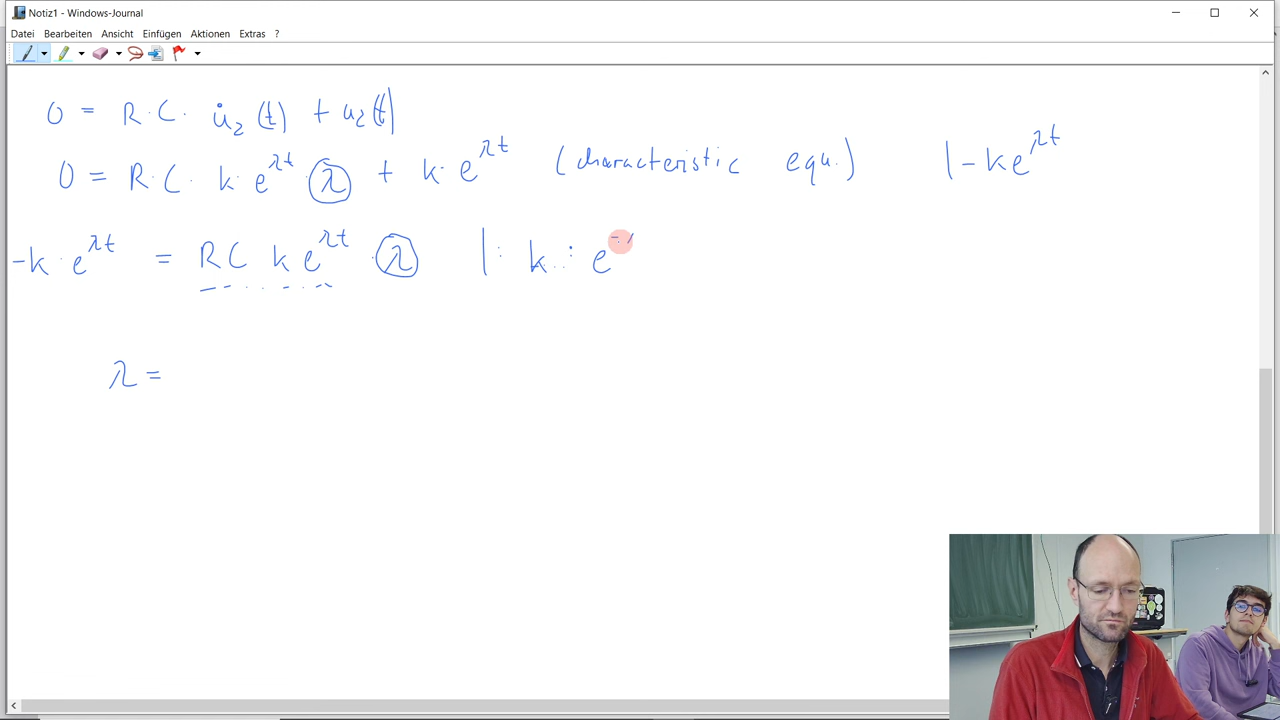 Notiz1 - Windows-Journal
Datei Bearbeiten Ansicht Einfügen Aktionen Extras ?
0 = R·C· u̇₂(t) + u₂(t)
0 = R·C· k·e^λt · λ + k·e^λt (characteristic equ.) |-ke^λt
-k·e^λt = RC ke^λt · λ |: k : e
λ =